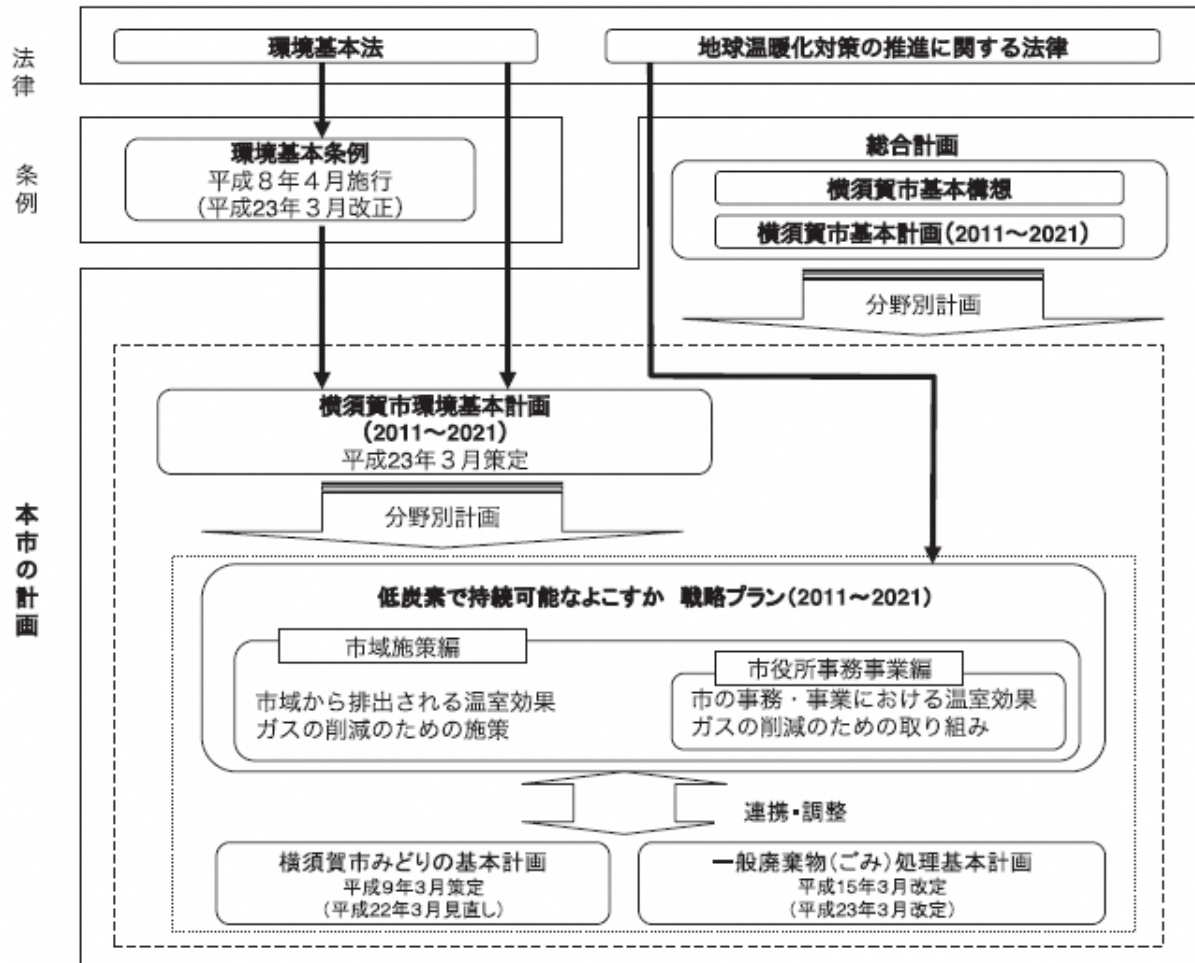 法律
環境基本法
地球温暖化対策の推進に関する法律
条例
環境基本条例
平成8年4月施行
(平成23年3月改正)
総合計画
横須賀市基本構想
横須賀市基本計画(2011〜2021)
分野別計画
本市の計画
横須賀市環境基本計画
(2011〜2021)
平成23年3月策定
分野別計画
低炭素で持続可能なよこすか 戦略プラン(2011〜2021)
市域施策編
市域から排出される温室効果
ガスの削減のための施策
市役所事務事業編
市の事務・事業における温室効果
ガスの削減のための取り組み
連携・調整
横須賀市みどりの基本計画
平成9年3月策定
(平成22年3月見直し)
一般廃棄物(ごみ)処理基本計画
平成15年3月改定
(平成23年3月改定)